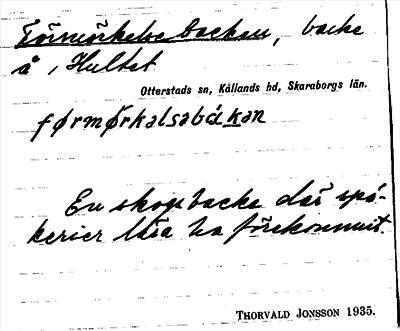 Förmörkelsebacken, backe
å, Hultet
Otterstads sn, Kållands hd, Skaraborgs län.
førmørkalsabákan
En skogsbacke där spö-
kerier lära ha förekommit.
THORVALD JONSSON 1935.